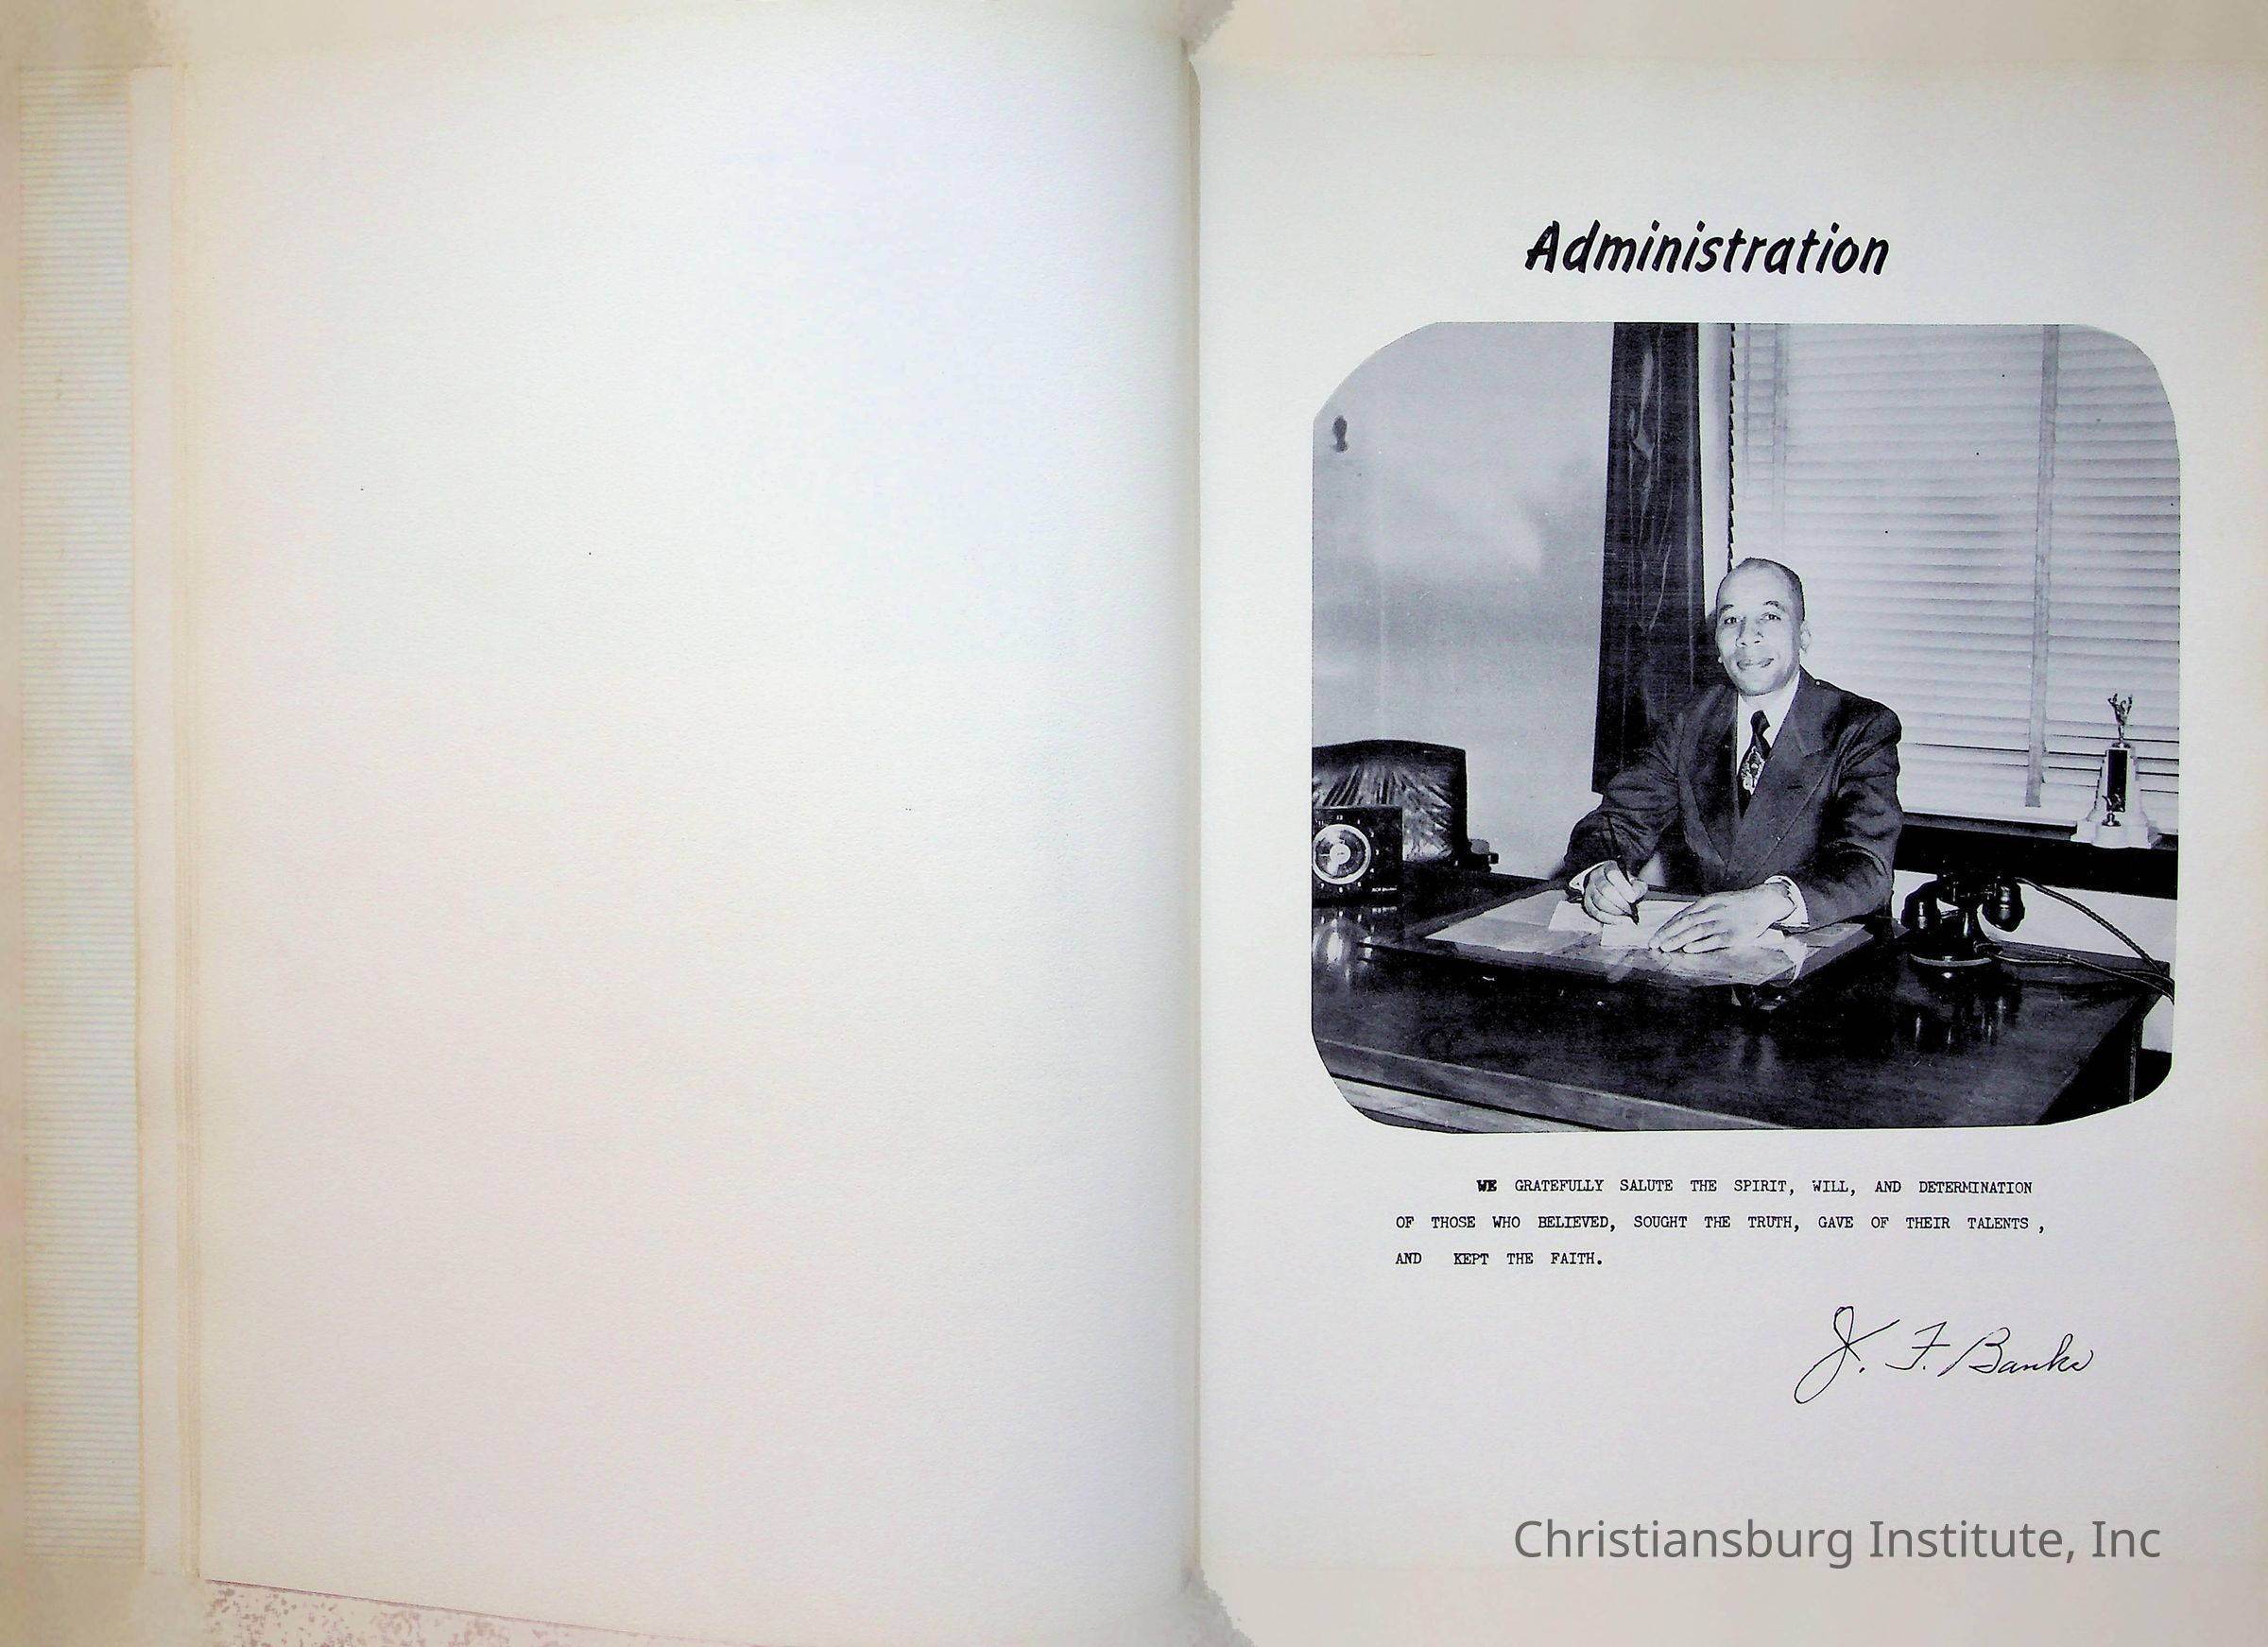 Administration
WE GRATEFULLY SALUTE THE SPIRIT, WILL, AND DETERMINATION
OF THOSE WHO BELIEVED, SOUGHT THE TRUTH, GAVE OF THEIR TALENTS ,
AND KEPT THE FAITH.
J. F. Banks
Christiansburg Institute, Inc